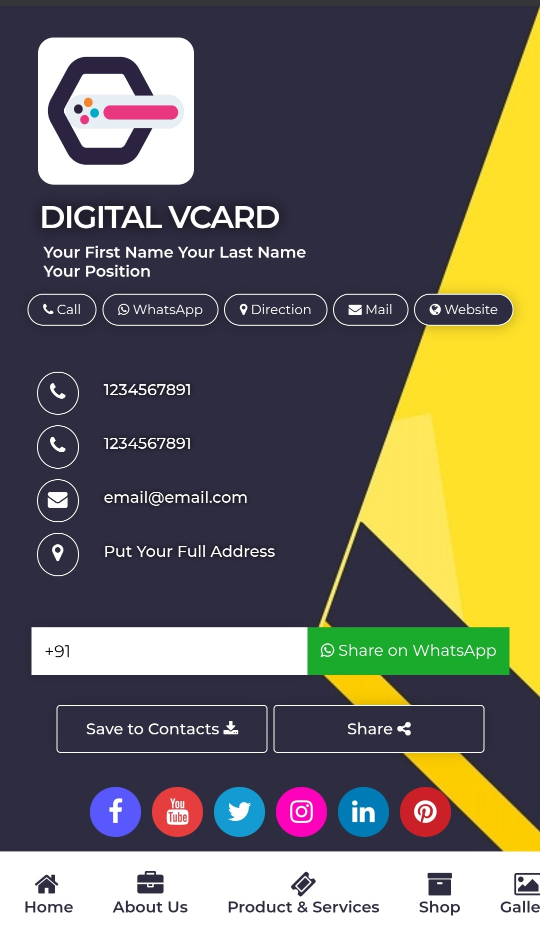 DIGITAL VCARD
Your First Name Your Last Name
Your Position
Call WhatsApp Direction Mail Website
1234567891
1234567891
email@email.com
Put Your Full Address
+91 Share on WhatsApp
Save to Contacts Share
You
Tube
Home About Us Product & Services Shop Galle